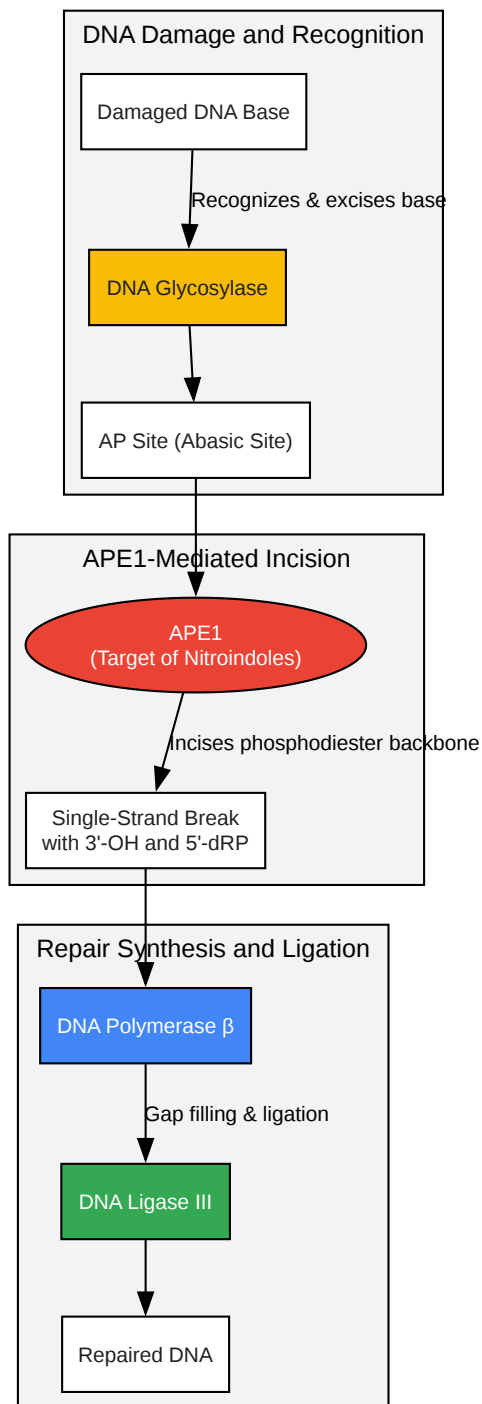 DNA Damage and Recognition
Damaged DNA Base
Recognizes & excises base
DNA Glycosylase
AP Site (Abasic Site)
APE1-Mediated Incision
APE1
(Target of Nitroindoles)
Incises phosphodiester backbone
Single-Strand Break
with 3'-OH and 5'-dRP
Repair Synthesis and Ligation
DNA Polymerase β
Gap filling & ligation
DNA Ligase III
Repaired DNA